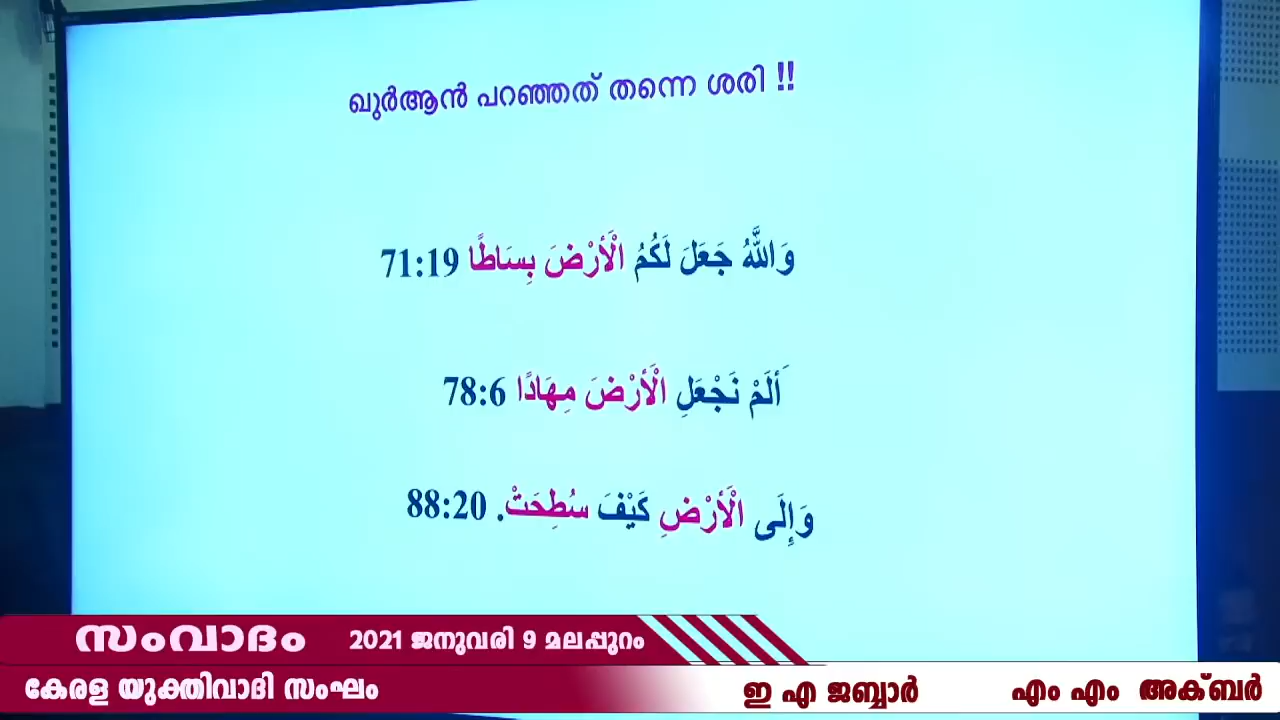 ഖുർആൻ പറഞ്ഞത് തന്നെ ശരി !!
وَاللَّهُ جَعَلَ لَكُمُ الْأَرْضَ بِسَاطًا 71:19
َألَمْ نَجْعَلِ الْأَرْضَ مِهَادًا 78:6
وَإِلَى الْأَرْضِ كَيْفَ سُطِحَتْ. 88:20
സംവാദം 2021 ജനുവരി 9 മലപ്പുറം
കേരള യുക്തിവാദി സംഘം ഇ എ ജബ്ബാർ എം എം അക്ബർ